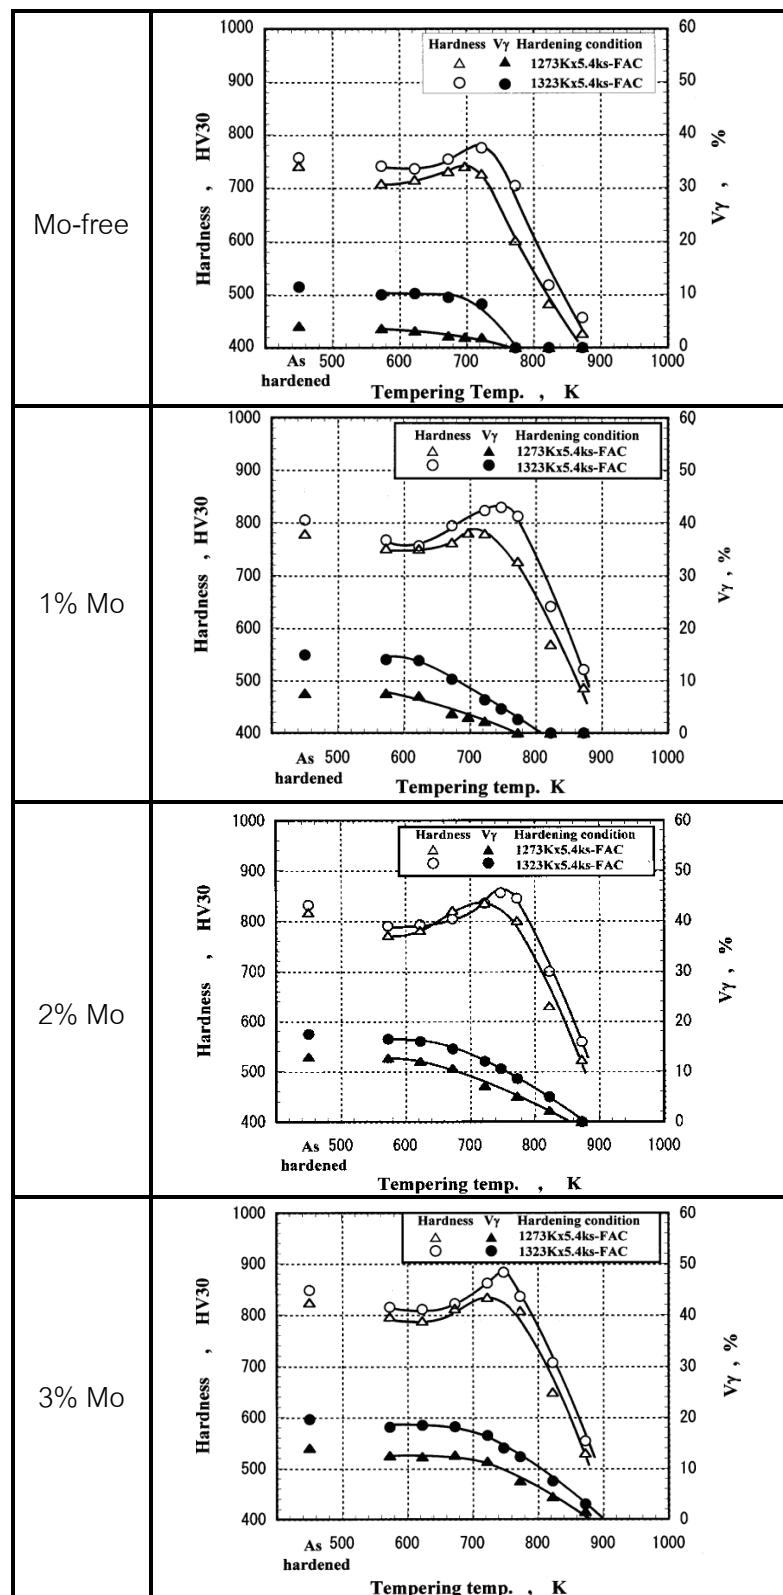 Mo-free
Hardness Vγ Hardening condition
1273Kx5.4ks-FAC
1323Kx5.4ks-FAC
1000
900
800
700
600
500
400
60
50
40
30
20
10
0
Hardness , HV30
Vγ , %
As hardened
500 600 700 800 900 1000
Tempering Temp. , K
1% Mo
Hardness Vγ Hardening condition
1273Kx5.4ks-FAC
1323Kx5.4ks-FAC
1000
900
800
700
600
500
400
60
50
40
30
20
10
0
Hardness , HV30
Vγ , %
As hardened
500 600 700 800 900 1000
Tempering temp. K
2% Mo
Hardness Vγ Hardening condition
1273Kx5.4ks-FAC
1323Kx5.4ks-FAC
1000
900
800
700
600
500
400
60
50
40
30
20
10
0
Hardness , HV30
Vγ , %
As hardened
500 600 700 800 900 1000
Tempering temp. , K
3% Mo
Hardness Vγ Hardening condition
1273Kx5.4ks-FAC
1323Kx5.4ks-FAC
1000
900
800
700
600
500
400
60
50
40
30
20
10
0
Hardness , HV30
Vγ , %
As hardened
500 600 700 800 900 1000
Tempering temp. , K